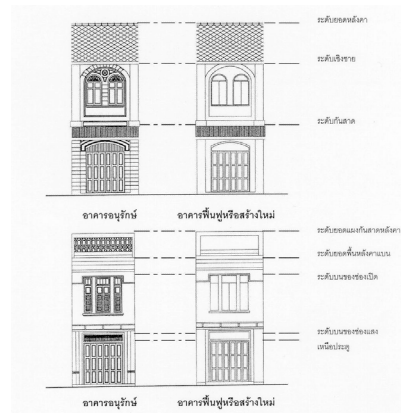 ระดับยอดหลังคา
ระดับเชิงชาย
ระดับกันสาด
อาคารอนุรักษ์
อาคารฟื้นฟูหรือสร้างใหม่
ระดับยอดแผงกันสาดหลังคา
ระดับยอดพื้นหลังคาแบน
ระดับบนของช่องเปิด
ระดับบนของช่องแสง
เหนือประตู
อาคารอนุรักษ์
อาคารฟื้นฟูหรือสร้างใหม่